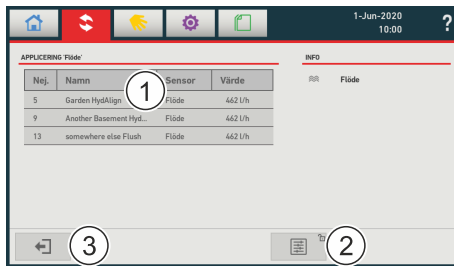 1-Jun-2020
10:00
?
APPLICERING 'Flöde'
INFO
Nej. Namn Sensor Värde
Flöde
5 Garden HydAlign Flöde 462 l/h
9 Another Basement Hyd... Flöde 462 l/h
13 somewhere else Flush Flöde 462 l/h
1
3
2